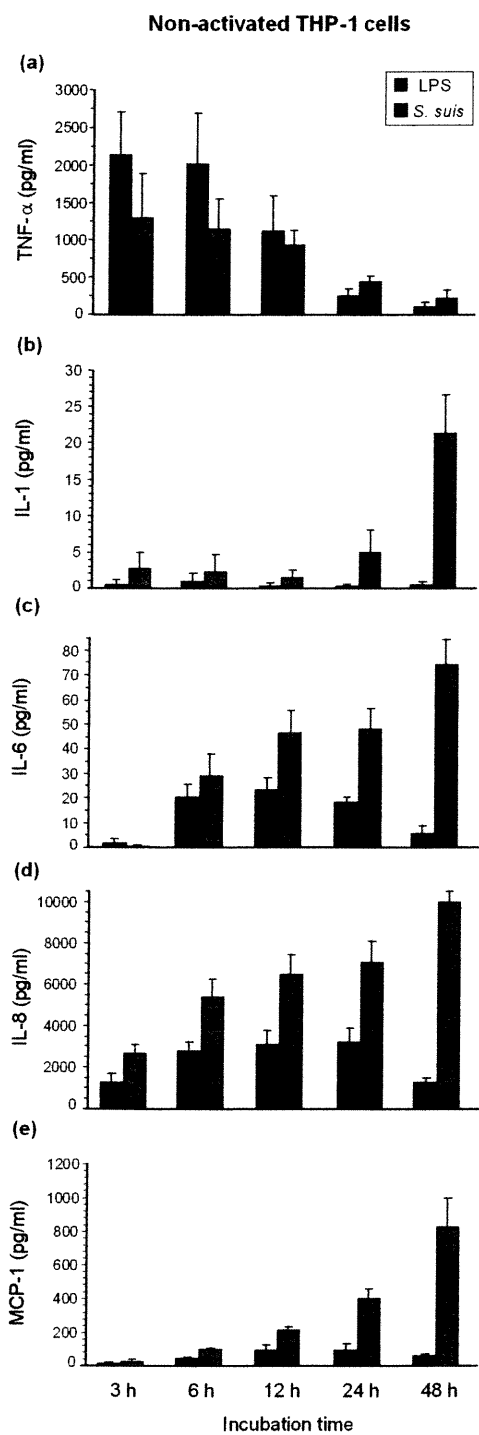 Non-activated THP-1 cells
(a)
LPS
S. suis
TNF-α (pg/ml)
3000
2500
2000
1500
1000
500
0
(b)
IL-1 (pg/ml)
30
25
20
15
10
5
0
(c)
IL-6 (pg/ml)
80
70
60
50
40
30
20
10
0
(d)
IL-8 (pg/ml)
10000
8000
6000
4000
2000
0
(e)
MCP-1 (pg/ml)
1200
1000
800
600
400
200
0
3 h 6 h 12 h 24 h 48 h
Incubation time